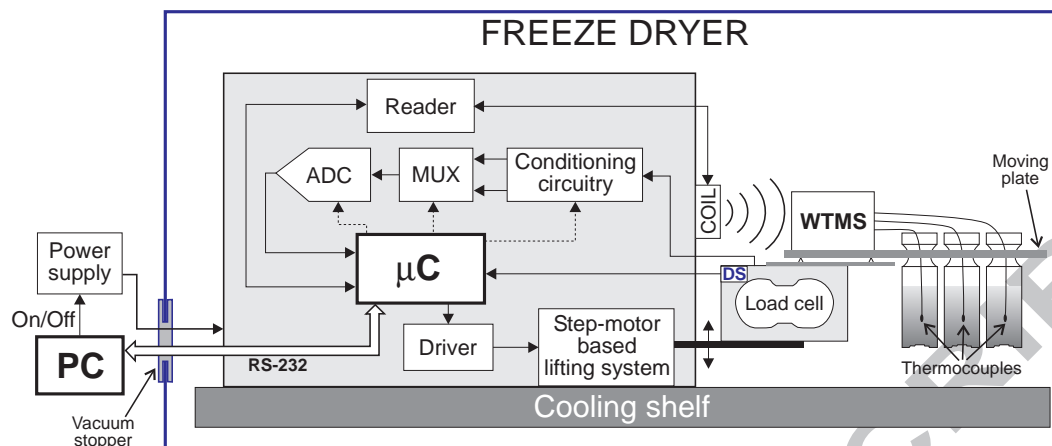 FREEZE DRYER
Reader
ADC
MUX
Conditioning
circuitry
COIL
WTMS
Moving
plate
Power
supply
μC
DS
Load cell
On/Off
PC
RS-232
Driver
Step-motor
based
lifting system
Thermocouples
Vacuum
stopper
Cooling shelf